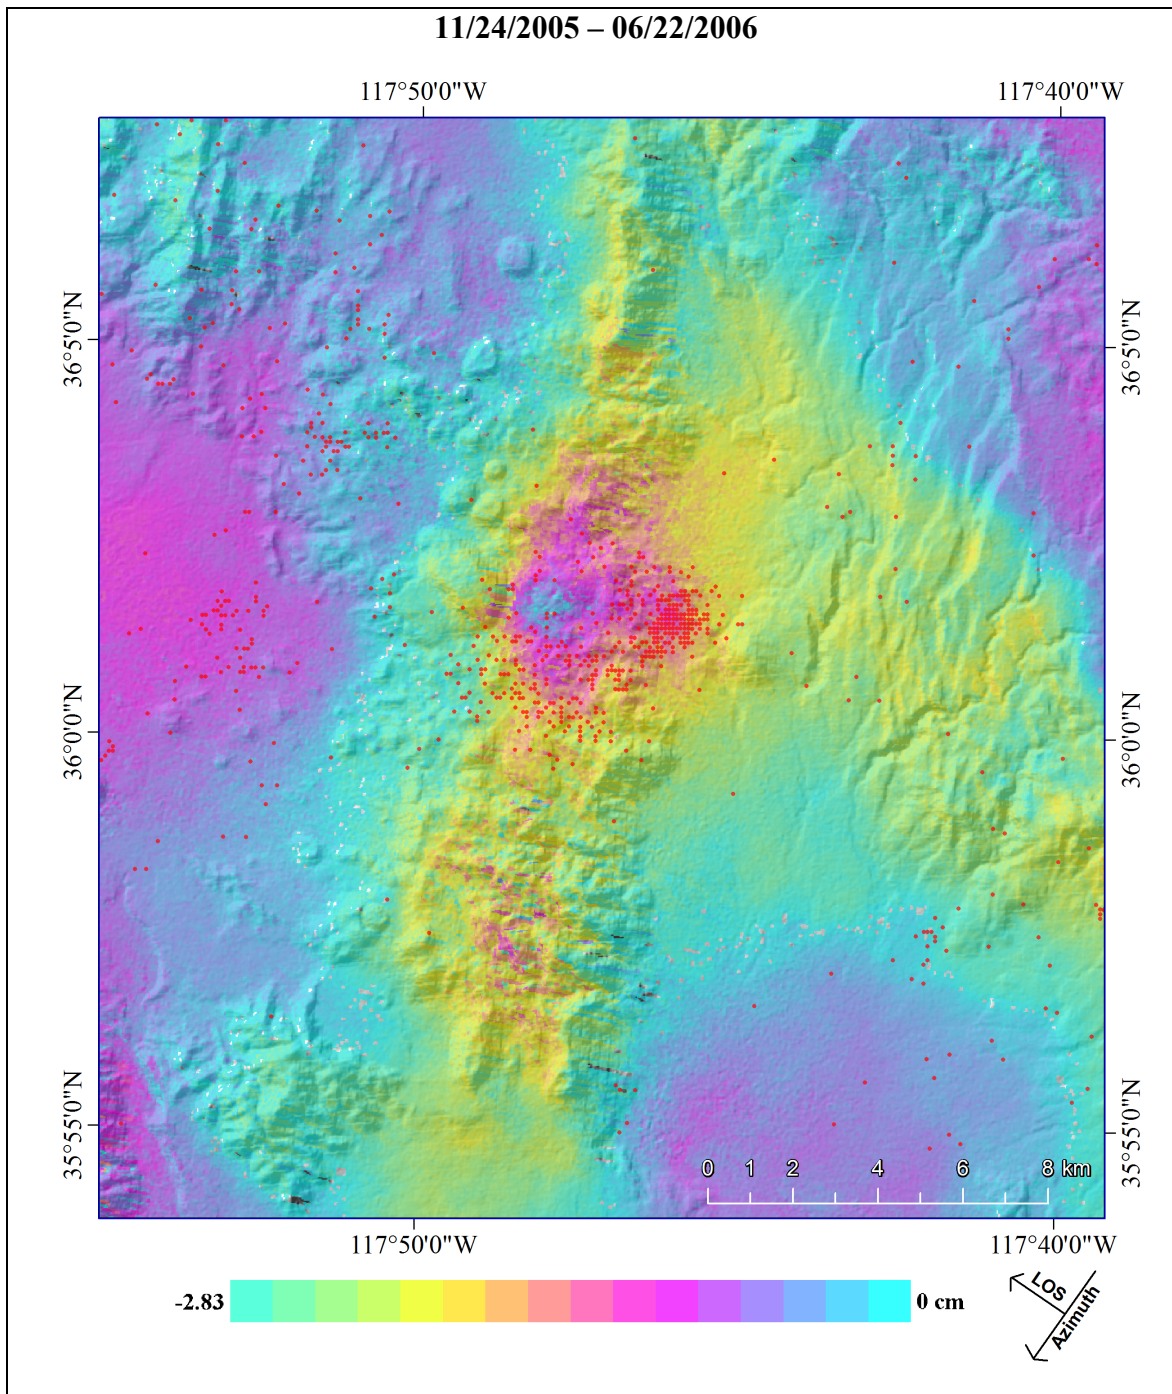 11/24/2005 – 06/22/2006
117°50'0"W 117°40'0"W
36°5'0"N 36°5'0"N
36°0'0"N 36°0'0"N
35°55'0"N 35°55'0"N
0 1 2 4 6 8 km
117°50'0"W 117°40'0"W
-2.83 0 cm
LOS
Azimuth